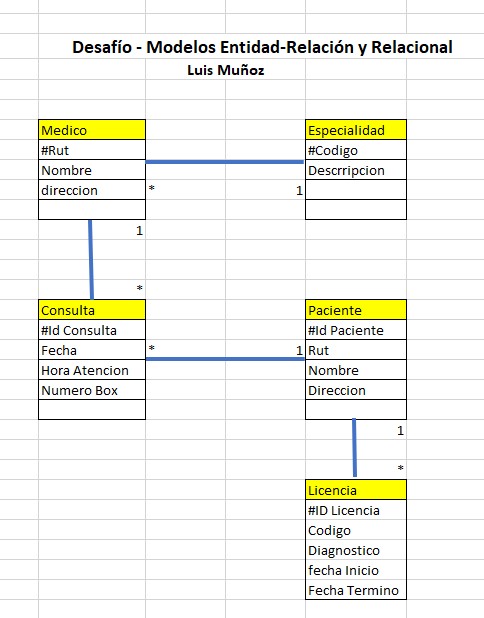 Desafío - Modelos Entidad-Relación y Relacional
Luis Muñoz
Medico
#Rut
Nombre
direccion
Especialidad
#Codigo
Descrripcion
* 1
1
*
Consulta
#Id Consulta
Fecha
Hora Atencion
Numero Box
* 1
Paciente
#Id Paciente
Rut
Nombre
Direccion
1
*
Licencia
#ID Licencia
Codigo
Diagnostico
fecha Inicio
Fecha Termino